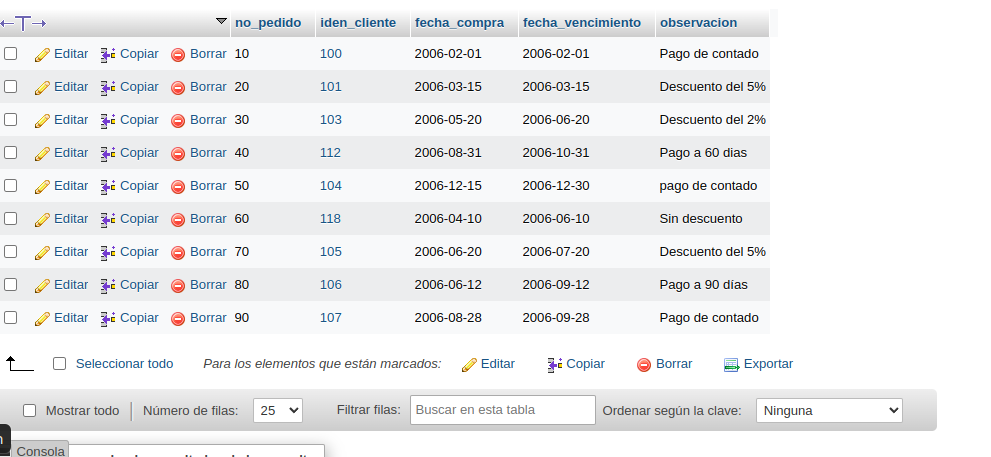 no_pedido iden_cliente fecha_compra fecha_vencimiento observacion
Editar Copiar Borrar 10 100 2006-02-01 2006-02-01 Pago de contado
Editar Copiar Borrar 20 101 2006-03-15 2006-03-15 Descuento del 5%
Editar Copiar Borrar 30 103 2006-05-20 2006-06-20 Descuento del 2%
Editar Copiar Borrar 40 112 2006-08-31 2006-10-31 Pago a 60 dias
Editar Copiar Borrar 50 104 2006-12-15 2006-12-30 pago de contado
Editar Copiar Borrar 60 118 2006-04-10 2006-06-10 Sin descuento
Editar Copiar Borrar 70 105 2006-06-20 2006-07-20 Descuento del 5%
Editar Copiar Borrar 80 106 2006-06-12 2006-09-12 Pago a 90 días
Editar Copiar Borrar 90 107 2006-08-28 2006-09-28 Pago de contado
Seleccionar todo Para los elementos que están marcados: Editar Copiar Borrar Exportar
Mostrar todo Número de filas: 25 Filtrar filas: Buscar en esta tabla Ordenar según la clave: Ninguna
Consola